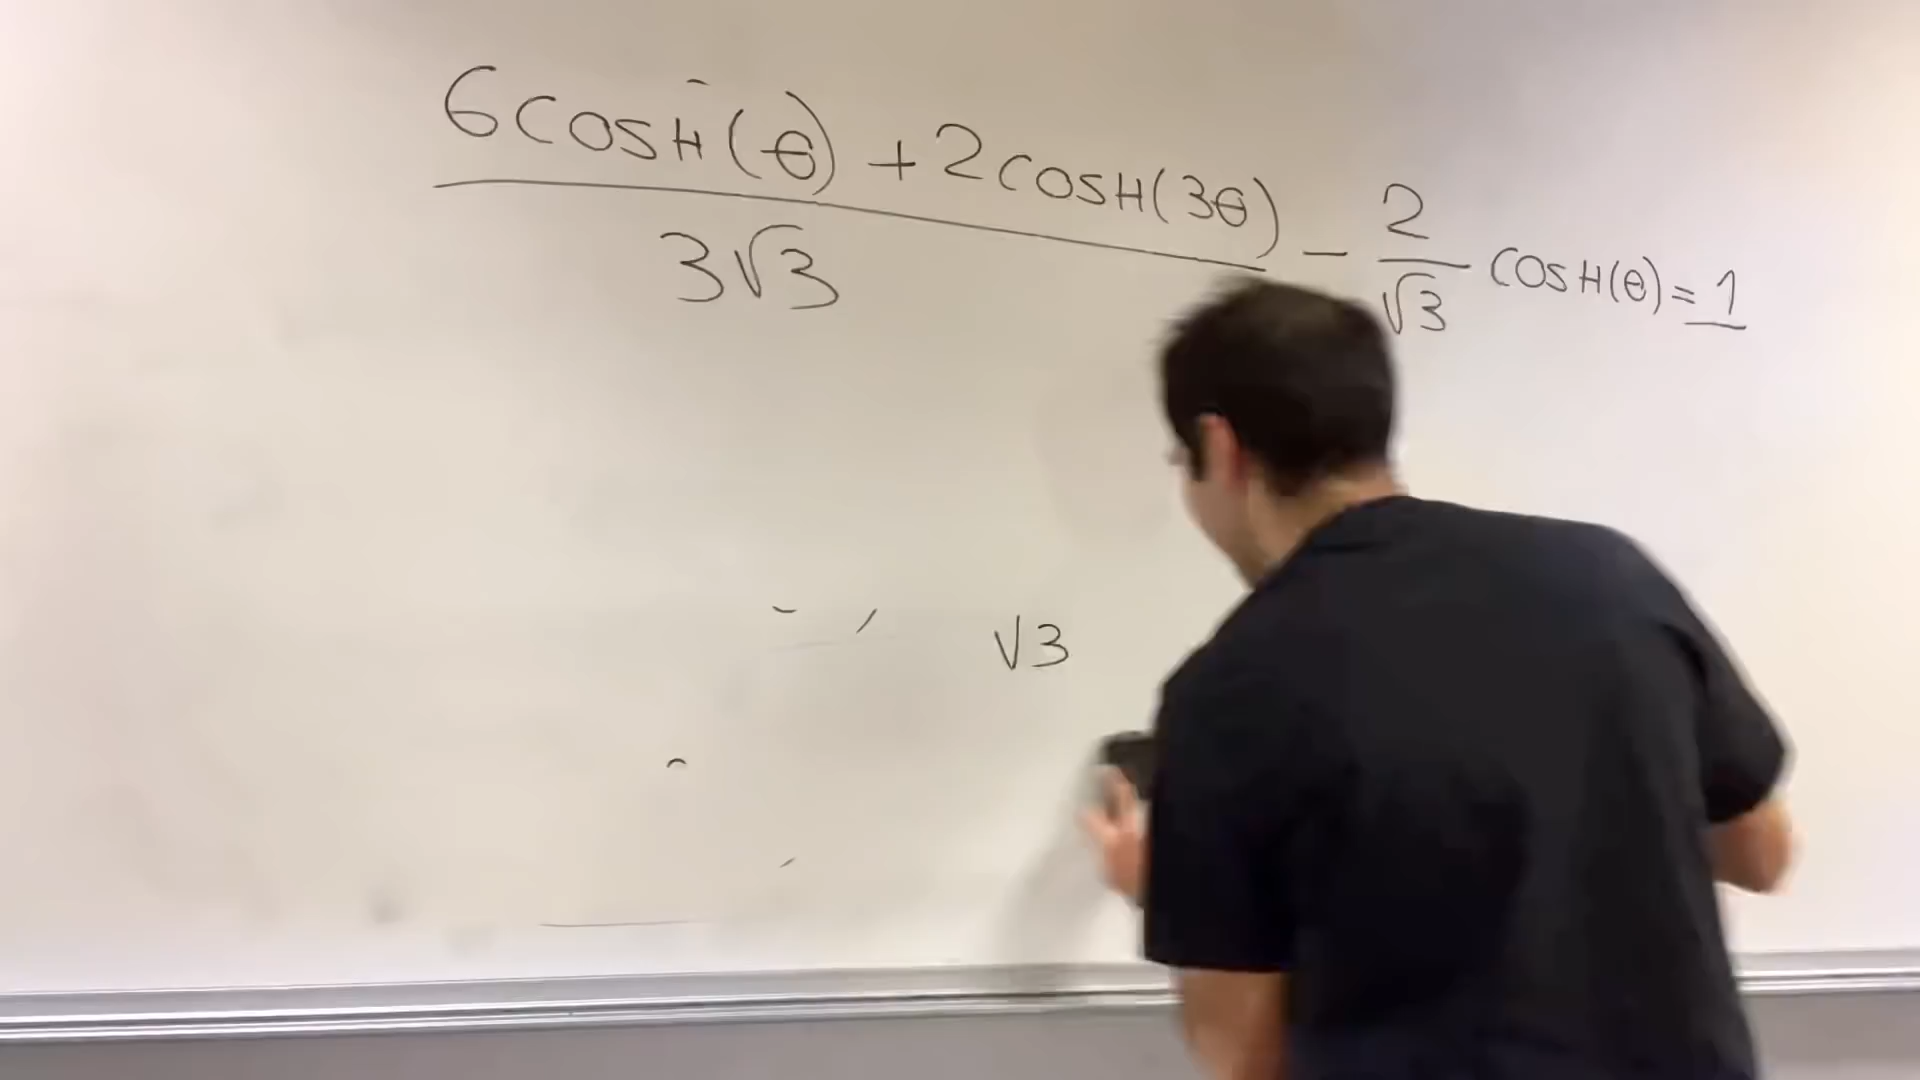 6COSH(θ) + 2COSH(3θ) - 2 COSH(θ) = 1
3√3 √3
√3